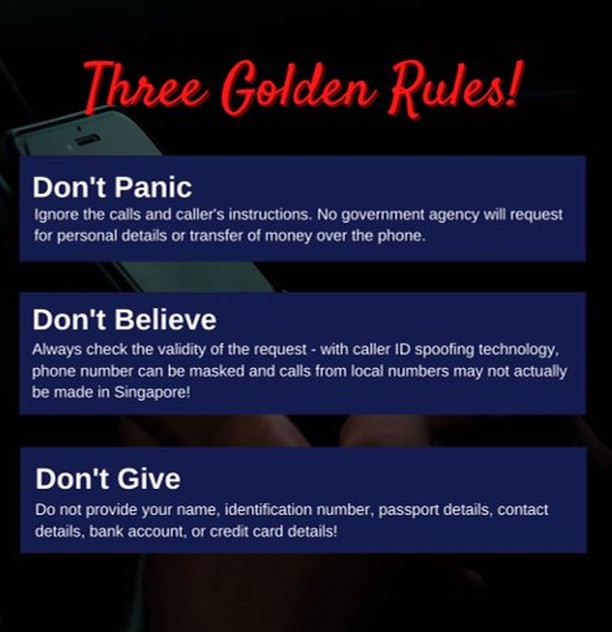 Three Golden Rules!
Don't Panic
Ignore the calls and caller's instructions. No government agency will request
for personal details or transfer of money over the phone.
Don't Believe
Always check the validity of the request - with caller ID spoofing technology,
phone number can be masked and calls from local numbers may not actually
be made in Singapore!
Don't Give
Do not provide your name, identification number, passport details, contact
details, bank account, or credit card details!